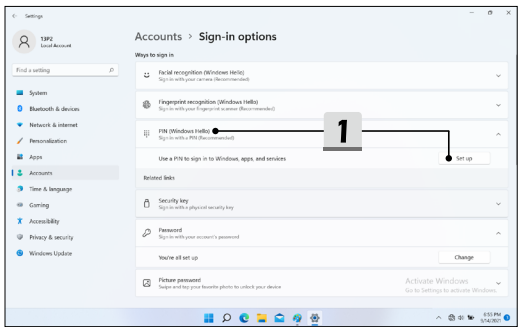 Settings
13P2
Local Account
Find a setting
System
Bluetooth & devices
Network & internet
Personalization
Apps
Accounts
Time & language
Gaming
Accessibility
Privacy & security
Windows Update
Accounts > Sign-in options
Ways to sign in
Facial recognition (Windows Hello)
Sign in with your camera (Recommended)
Fingerprint recognition (Windows Hello)
Sign in with your fingerprint scanner (Recommended)
PIN (Windows Hello)
Sign in with a PIN (Recommended)
1
Use a PIN to sign in to Windows, apps, and services
Set up
Related links
Security key
Sign in with a physical security key
Password
Sign in with your account's password
You're all set up
Change
Picture password
Swipe and tap your favorite photo to unlock your device
Activate Windows
Go to Settings to activate Windows.
6:55 PM
9/14/2021